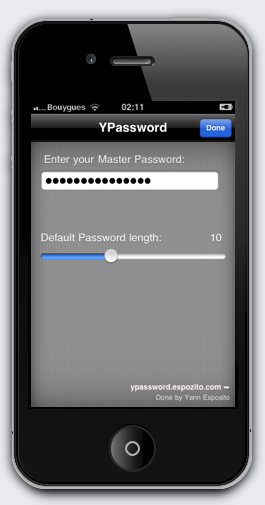 ...Bouygues 02:11
YPassword Done
Enter your Master Password:
●●●●●●●●●●●●●●●
Default Password length: 10
ypassword.espozito.com ➥
Done by Yann Esposito